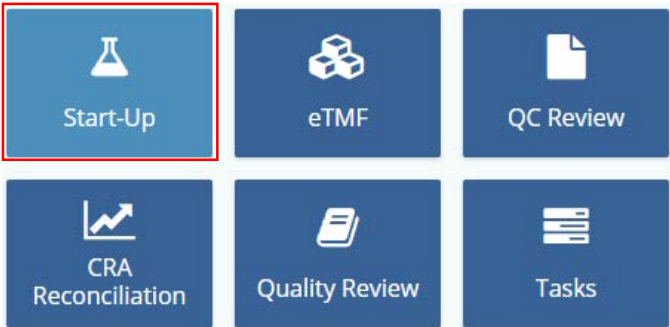 Start-Up
eTMF
QC Review
CRA
Reconciliation
Quality Review
Tasks